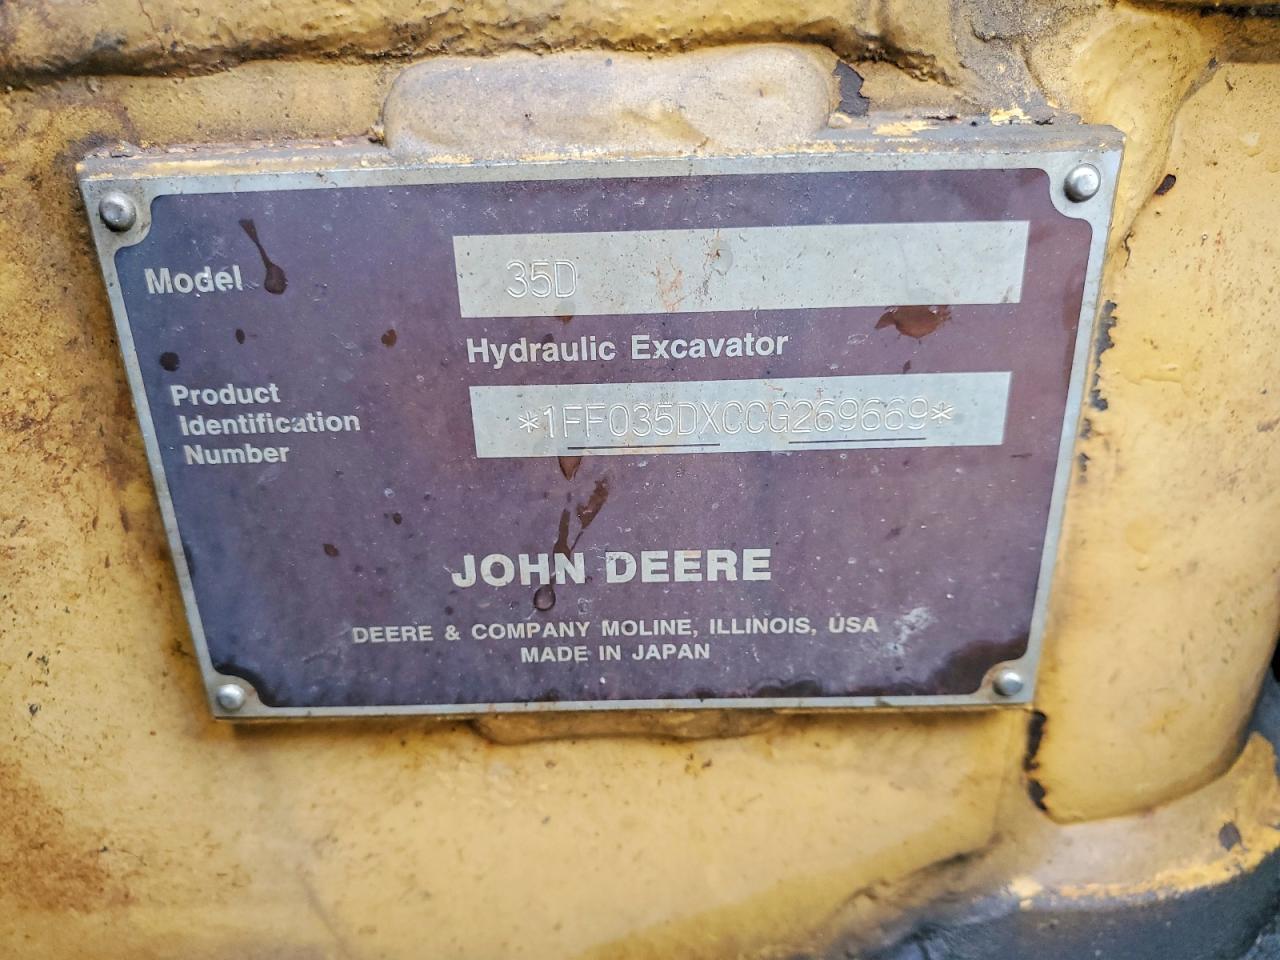 Model 35D
Hydraulic Excavator
Product
Identification
Number
*1FF035DXCCG269669*
JOHN DEERE
DEERE & COMPANY MOLINE, ILLINOIS, USA
MADE IN JAPAN